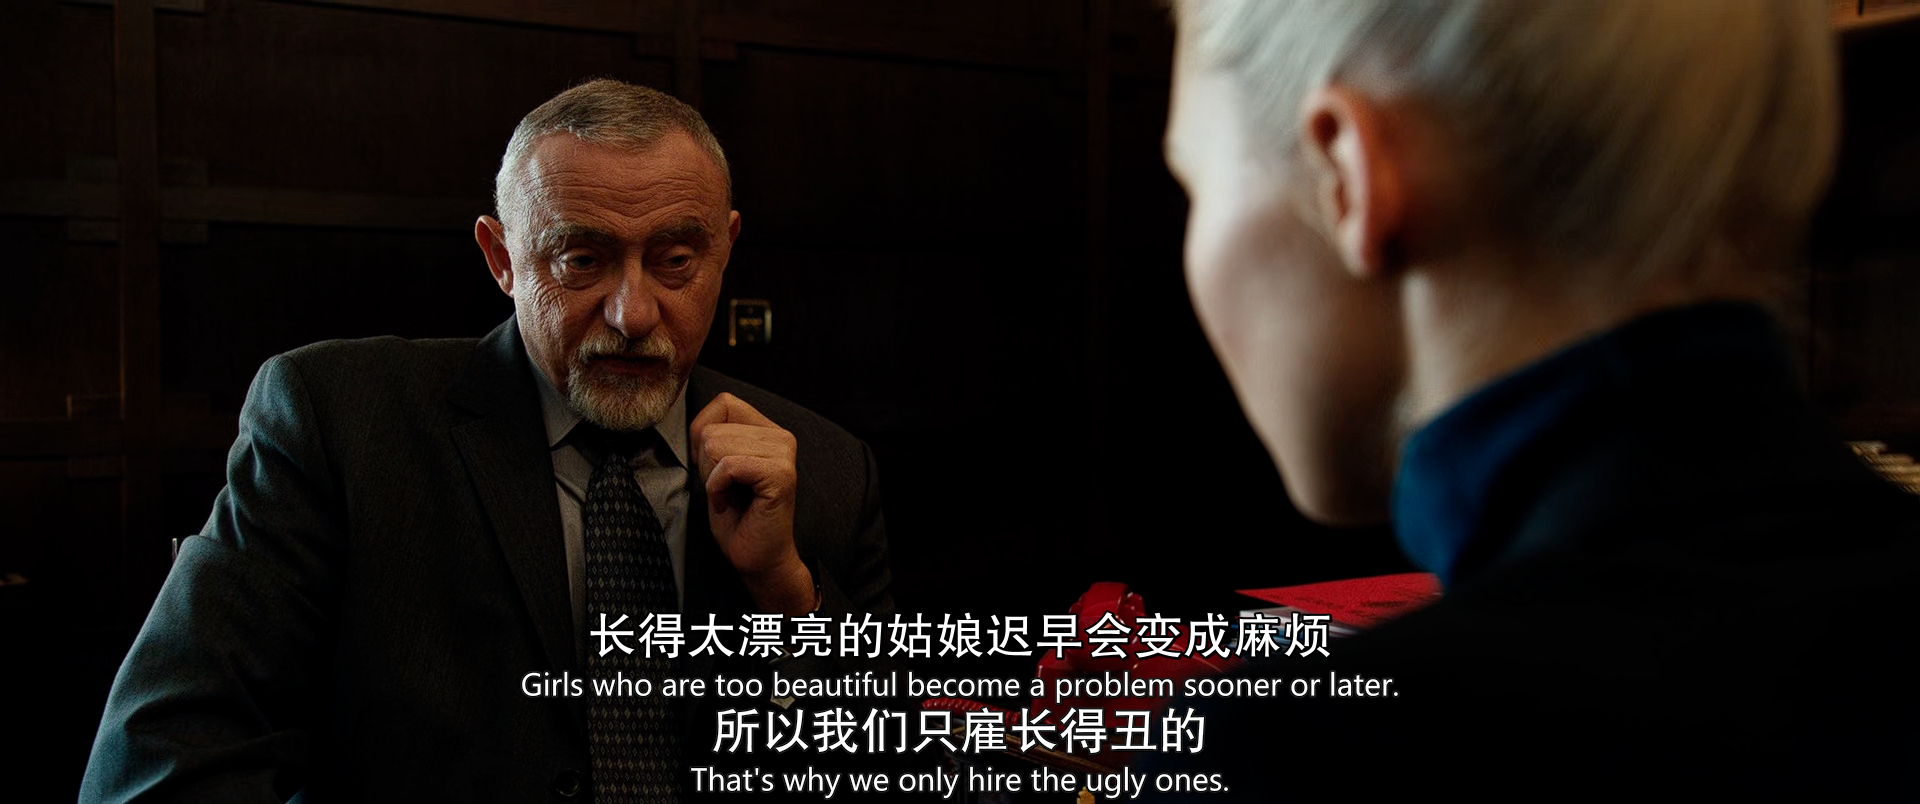 长得太漂亮的姑娘迟早会变成麻烦
Girls who are too beautiful become a problem sooner or later.
所以我们只雇长得丑的
That's why we only hire the ugly ones.